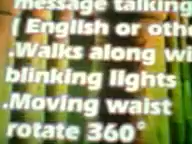 message talking
( English or othe
.Walks along wi
blinking lights
.Moving waist
rotate 360°